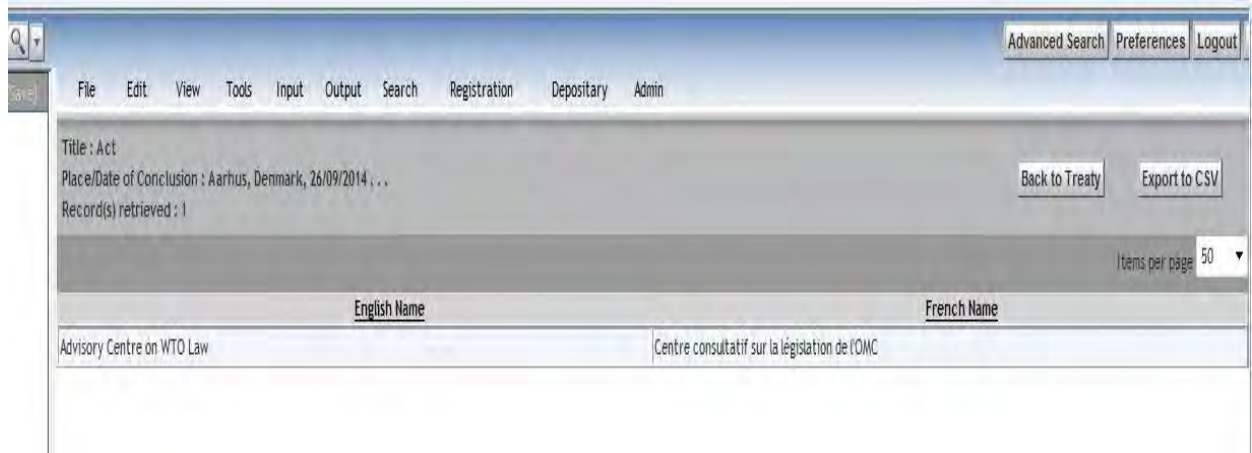 Advanced Search Preferences Logout
(Save) File Edit View Tools Input Output Search Registration Depositary Admin
Title : Act
Place/Date of Conclusion : Aarhus, Denmark, 26/09/2014 . . .
Back to Treaty Export to CSV
Record(s) retrieved : 1
Items per page 50
English Name French Name
Advisory Centre on WTO Law Centre consultatif sur la législation de l'OMC